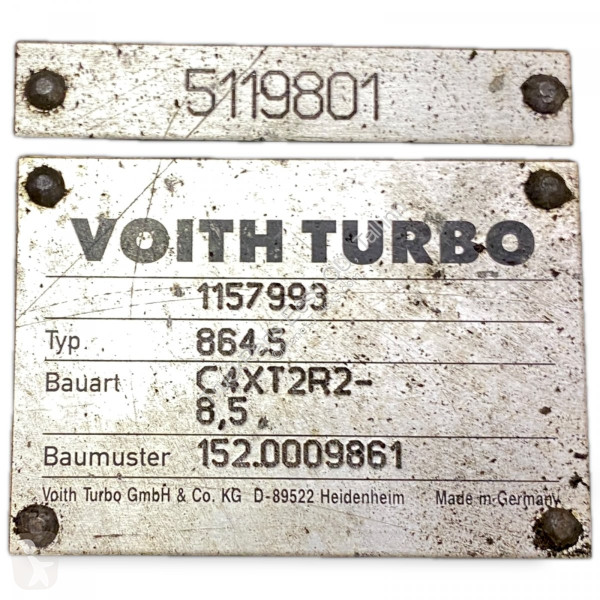 5119801
VOITH TURBO
1157993
Typ 864.5
Bauart C4XT2R2-
8,5
Baumuster 152.0009861
Voith Turbo GmbH & Co. KG D-89522 Heidenheim Made in Germany